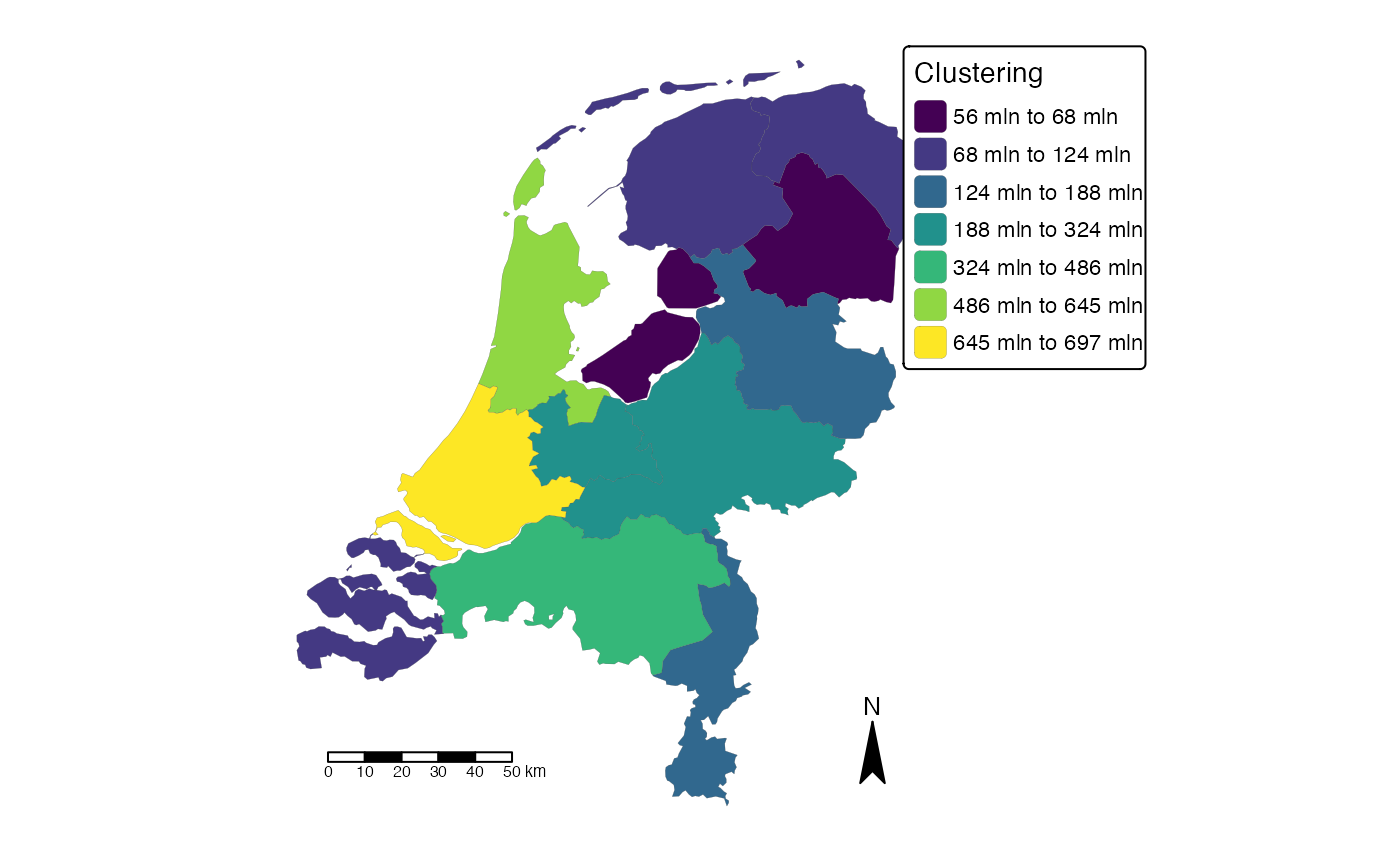 Clustering
56 mln to 68 mln
68 mln to 124 mln
124 mln to 188 mln
188 mln to 324 mln
324 mln to 486 mln
486 mln to 645 mln
645 mln to 697 mln
N
0 10 20 30 40 50 km